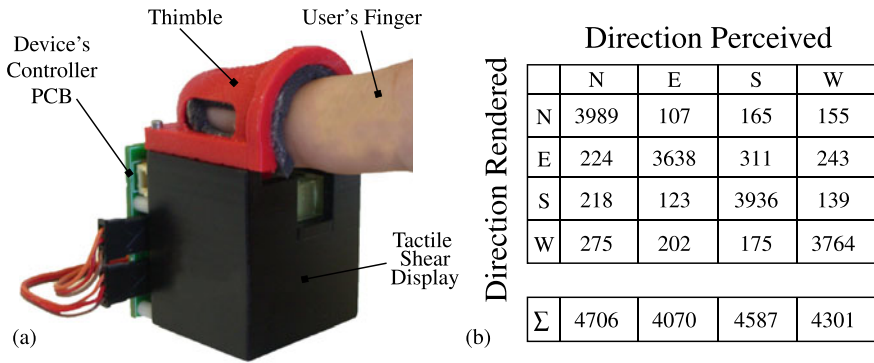 Thimble
User's Finger
Device's
Controller
PCB
Tactile
Shear
Display
(a)
Direction Perceived
Direction Rendered
N E S W
N 3989 107 165 155
E 224 3638 311 243
S 218 123 3936 139
W 275 202 175 3764
Σ 4706 4070 4587 4301
(b)